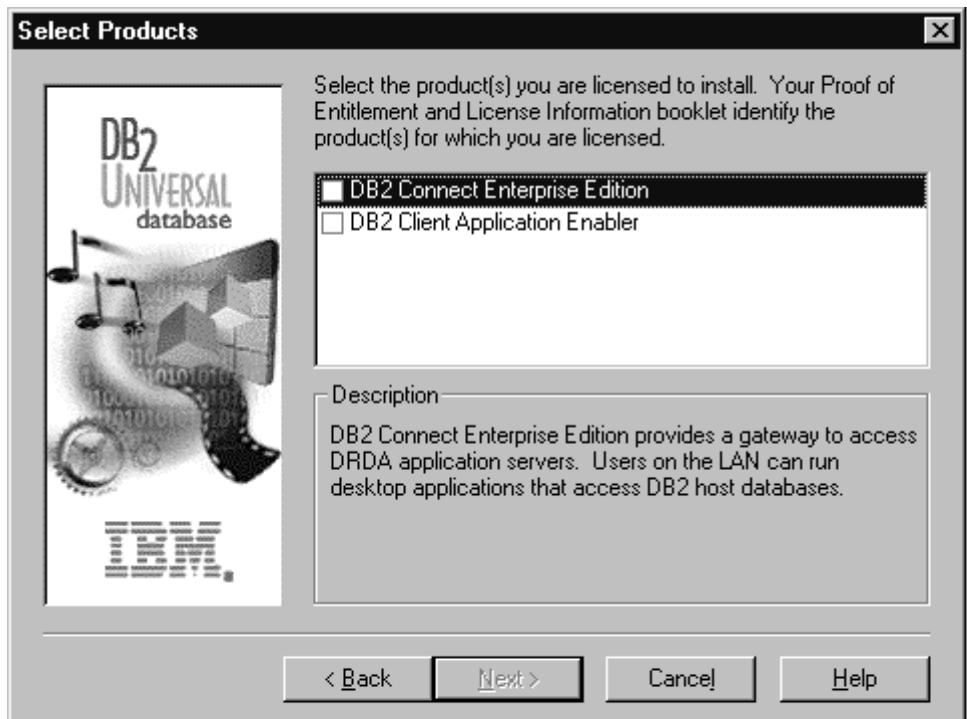 Select Products
Select the product(s) you are licensed to install. Your Proof of
Entitlement and License Information booklet identify the
product(s) for which you are licensed.
DB2
UNIVERSAL
database
IBM.
DB2 Connect Enterprise Edition
DB2 Client Application Enabler
Description
DB2 Connect Enterprise Edition provides a gateway to access
DRDA application servers. Users on the LAN can run
desktop applications that access DB2 host databases.
< Back
Next >
Cancel
Help